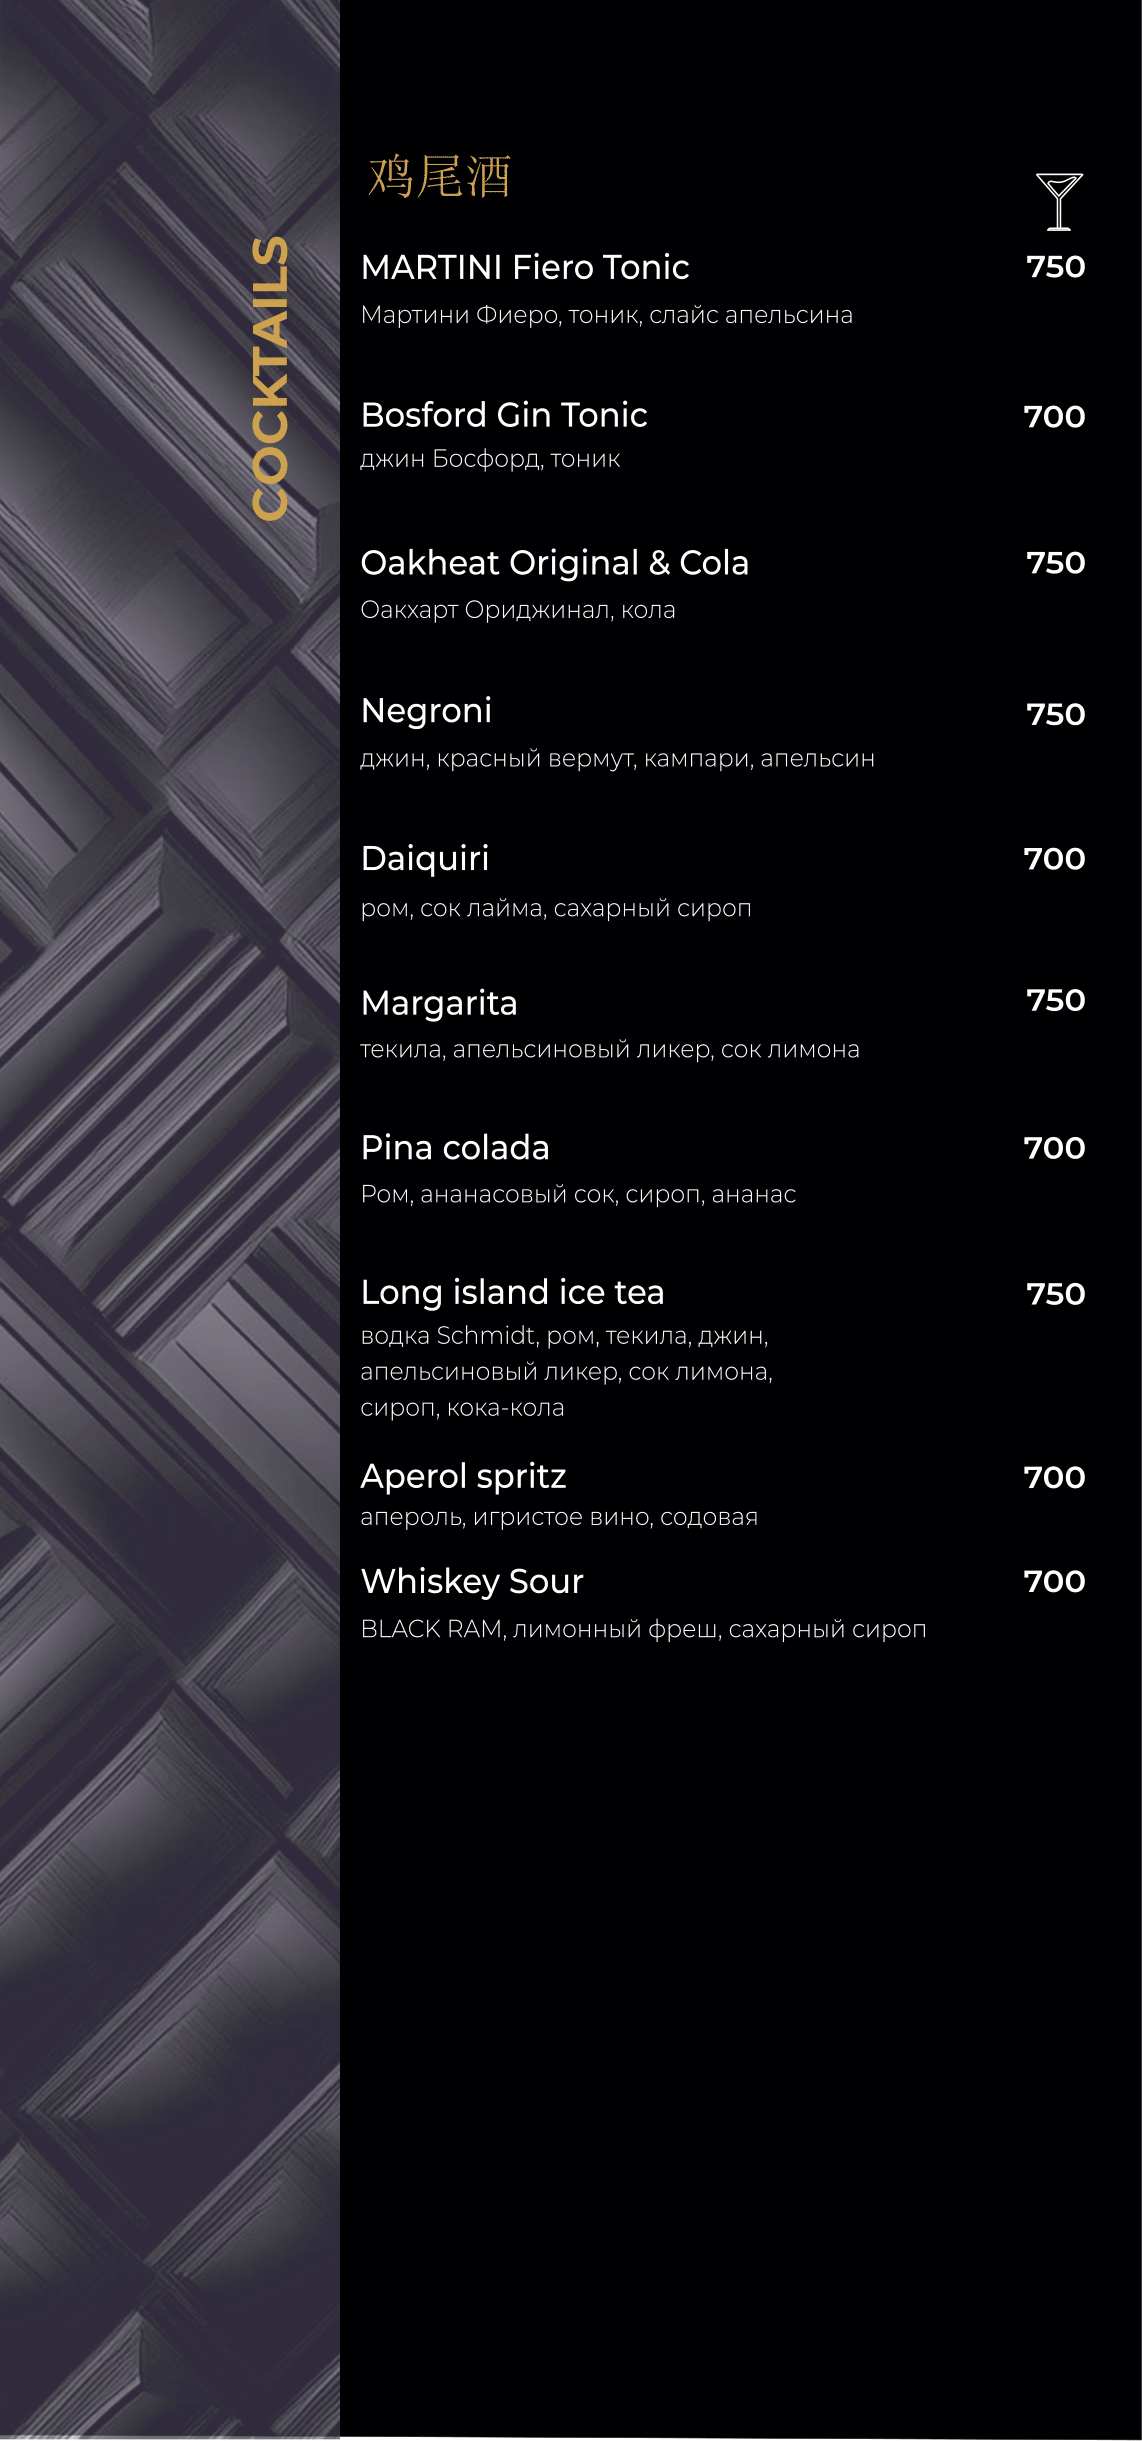 鸡尾酒
COCKTAILS
MARTINI Fiero Tonic 750
Мартини Фиеро, тоник, слайс апельсина
Bosford Gin Tonic 700
джин Босфорд, тоник
Oakheat Original & Cola 750
Оакхарт Ориджинал, кола
Negroni 750
джин, красный вермут, кампари, апельсин
Daiquiri 700
ром, сок лайма, сахарный сироп
Margarita 750
текила, апельсиновый ликер, сок лимона
Pina colada 700
Ром, ананасовый сок, сироп, ананас
Long island ice tea 750
водка Schmidt, ром, текила, джин,
апельсиновый ликер, сок лимона,
сироп, кока-кола
Aperol spritz 700
апероль, игристое вино, содовая
Whiskey Sour 700
BLACK RAM, лимонный фреш, сахарный сироп